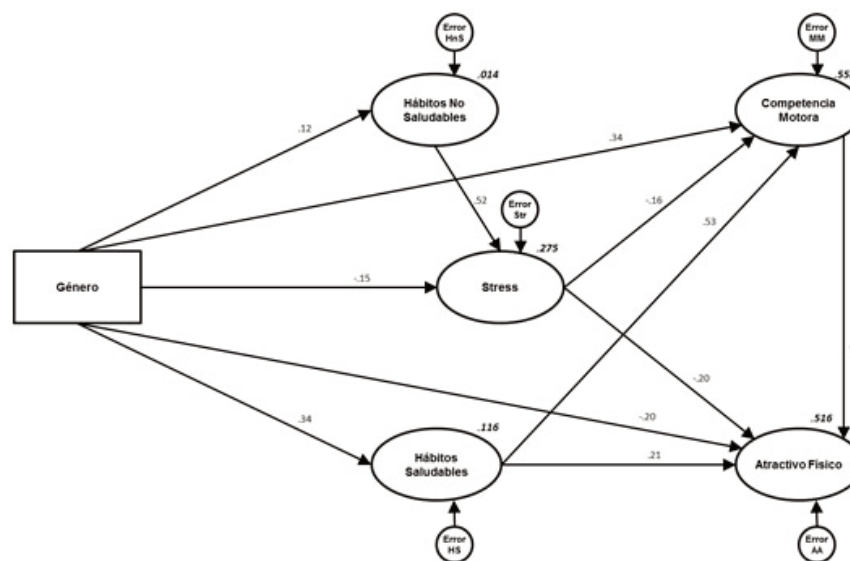 Error
HnS
Error
MM
.014
.55
Hábitos No
Saludables
Competencia
Motora
.12
.34
.52
Error
Str
-.16
.53
.275
Género
-.15
Stress
-.20
.34
-.20
.116
.516
Hábitos
Saludables
.21
Atractivo Físico
Error
HS
Error
AA